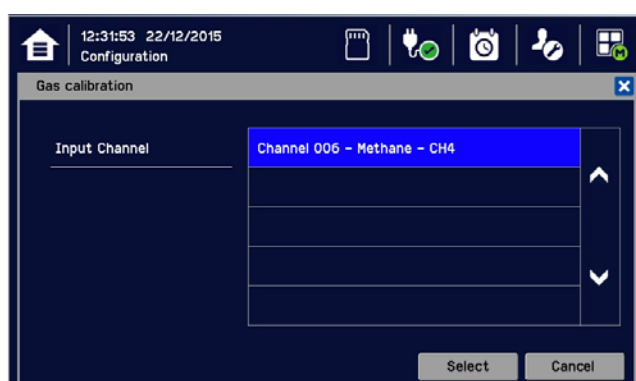 12:31:53 22/12/2015
Configuration
Gas calibration
Input Channel
Channel 006 - Methane - CH4
Select Cancel